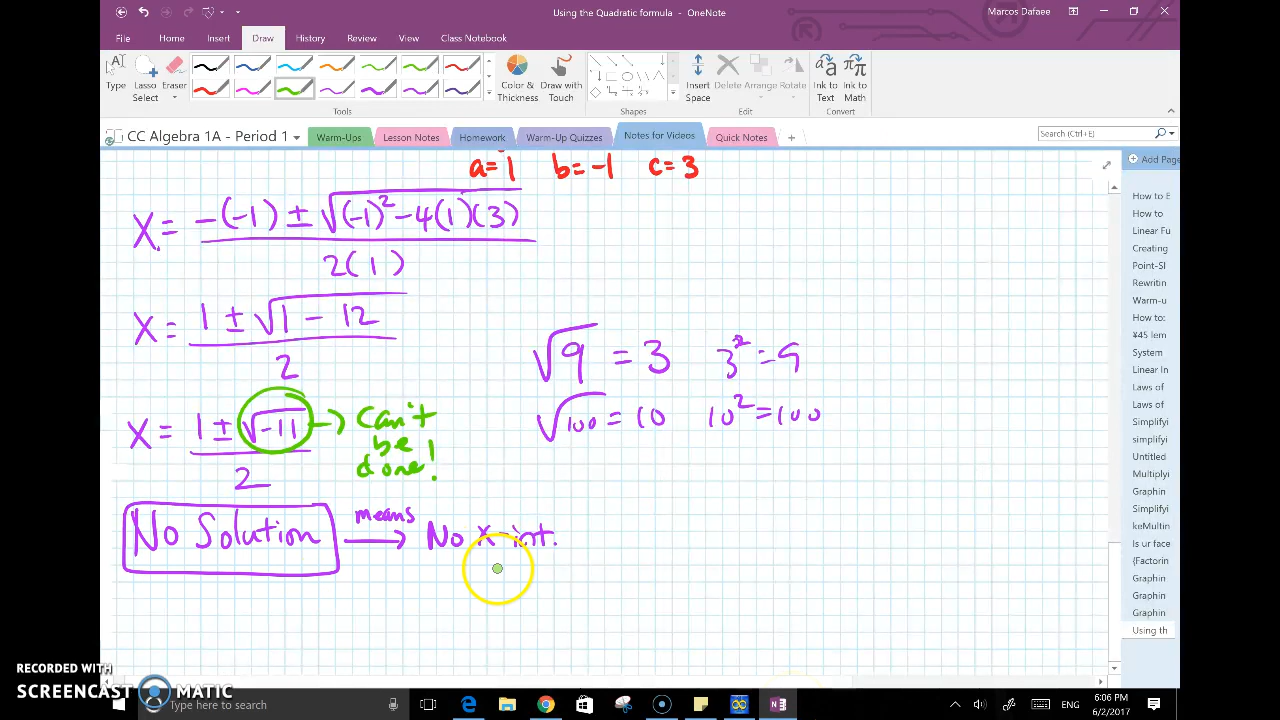 Using the Quadratic formula - OneNote
Marcos Dafaee
File Home Insert Draw History Review View Class Notebook
Type Lasso Select Eraser
Color & Thickness Draw with Touch
Insert Space Delete Arrange Rotate
Ink to Text Ink to Math
Tools Shapes Edit Convert
CC Algebra 1A - Period 1 Warm-Ups Lesson Notes Homework Warm-Up Quizzes Notes for Videos Quick Notes +
Search (Ctrl+E)
Add Page
a=1 b=-1 c=3
X= -(-1) ± √(-1)² -4(1)(3)
2(1)
X= 1 ± √1 - 12
2
√9 = 3 3²=9
X= 1 ± √-11 → Can't be done!
2
√100 = 10 10²=100
No Solution means → No X-int.
How to E
How to
Linear Fu
Creating
Point-Sl
Rewritin
Warm-u
How to:
¥45 len
System
Linear In
Laws of
Laws of
Simplifyi
simplifyi
Untitled
Multiplyi
Graphin
Graphin
is Multin
Is ur fac
{Factorin
Graphin
Graphin
Using th
RECORDED WITH
SCREENCAST MATIC
Type here to search
ENG
6:06 PM
6/2/2017